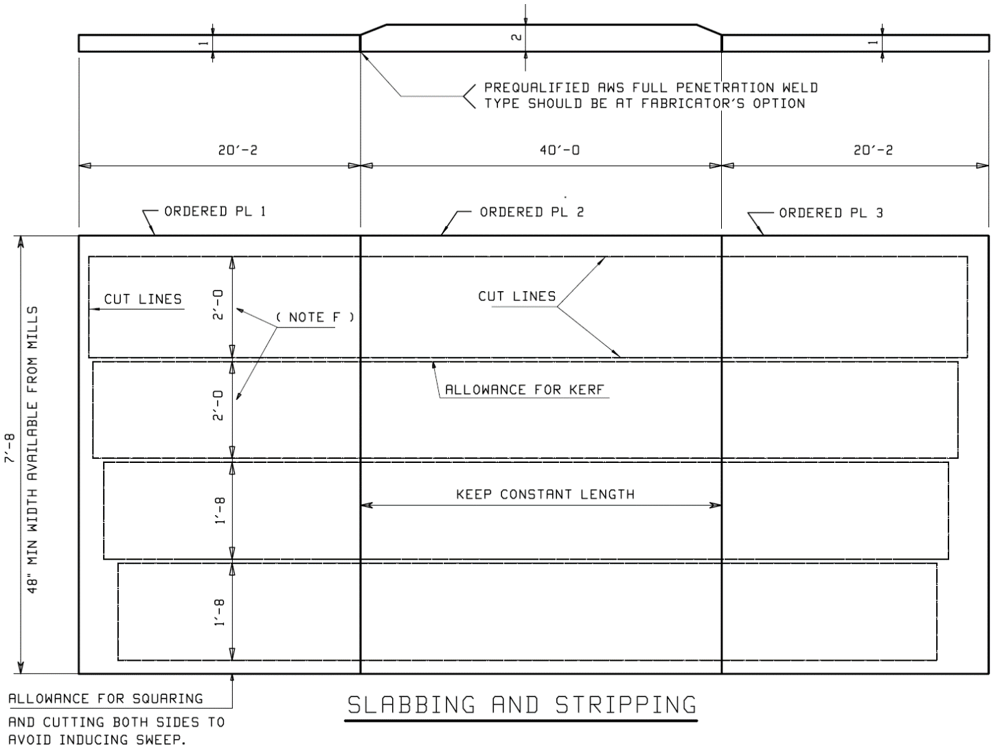 1
2
1
PREQUALIFIED AWS FULL PENETRATION WELD
TYPE SHOULD BE AT FABRICATOR'S OPTION
20'-2
40'-0
20'-2
ORDERED PL 1
ORDERED PL 2
ORDERED PL 3
CUT LINES
2'-0
( NOTE F )
CUT LINES
2'-0
ALLOWANCE FOR KERF
7'-8
48" MIN WIDTH AVAILABLE FROM MILLS
1'-8
KEEP CONSTANT LENGTH
1'-8
ALLOWANCE FOR SQUARING
AND CUTTING BOTH SIDES TO
AVOID INDUCING SWEEP.
SLABBING AND STRIPPING